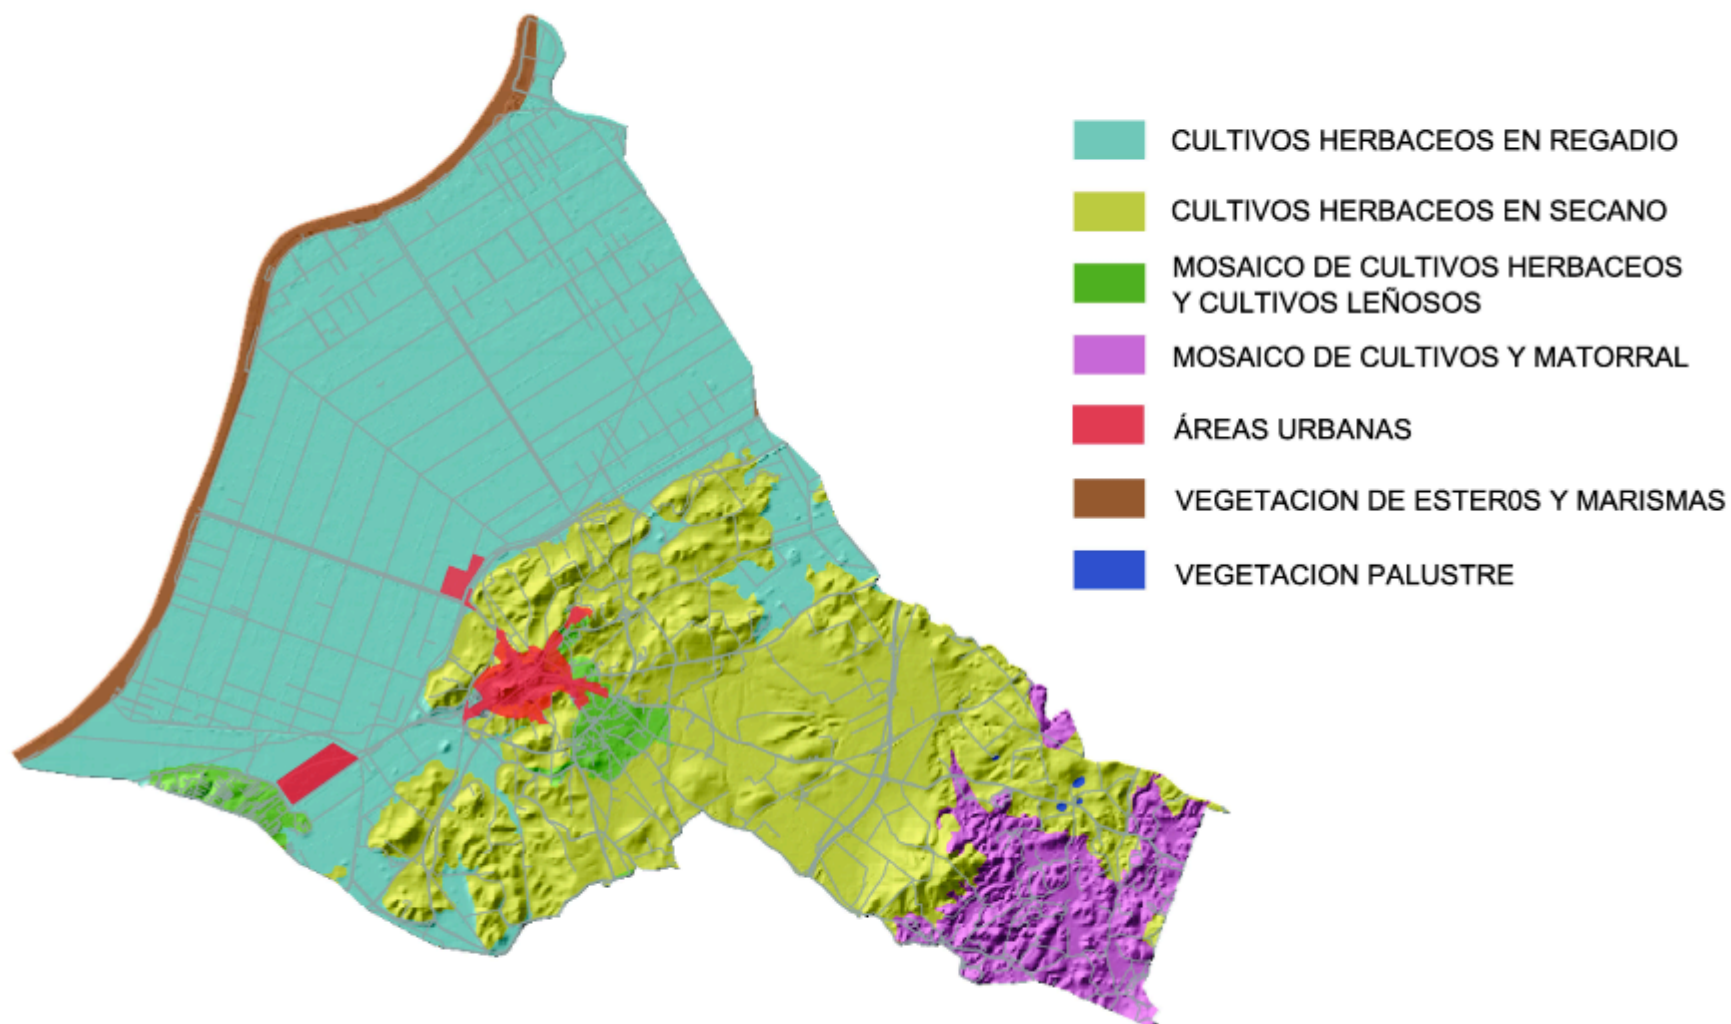 CULTIVOS HERBACEOS EN REGADIO
CULTIVOS HERBACEOS EN SECANO
MOSAICO DE CULTIVOS HERBACEOS
Y CULTIVOS LEÑOSOS
MOSAICO DE CULTIVOS Y MATORRAL
ÁREAS URBANAS
VEGETACION DE ESTER0S Y MARISMAS
VEGETACION PALUSTRE